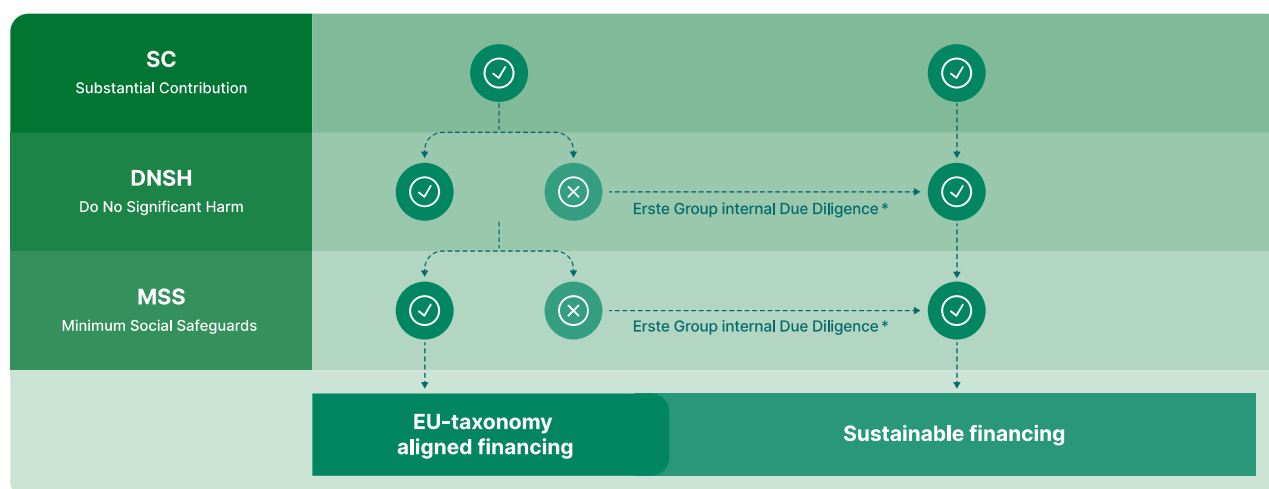 SC
Substantial Contribution
DNSH
Do No Significant Harm
Erste Group internal Due Diligence *
MSS
Minimum Social Safeguards
Erste Group internal Due Diligence *
EU-taxonomy
aligned financing
Sustainable financing